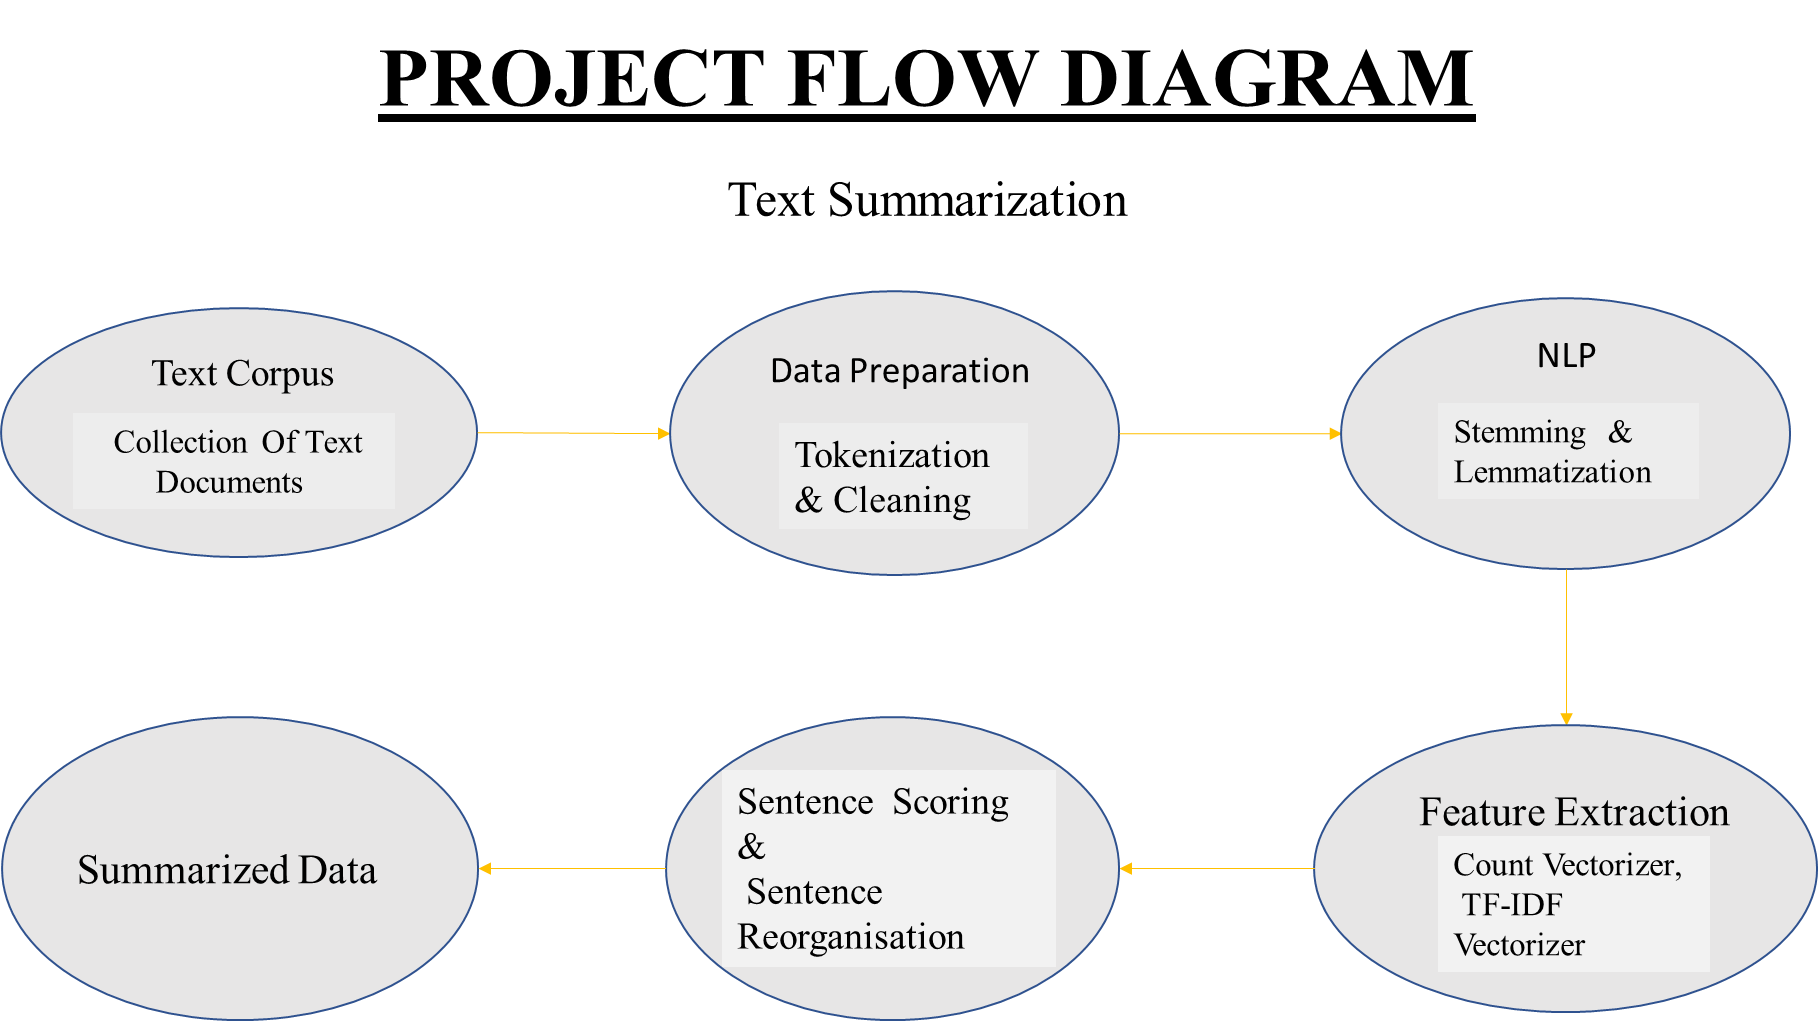 PROJECT FLOW DIAGRAM
Text Summarization
Text Corpus
Collection Of Text
Documents
Data Preparation
Tokenization
& Cleaning
NLP
Stemming & 
Lemmatization
Feature Extraction
Count Vectorizer,
TF-IDF
Vectorizer
Sentence Scoring
&
Sentence
Reorganisation
Summarized Data